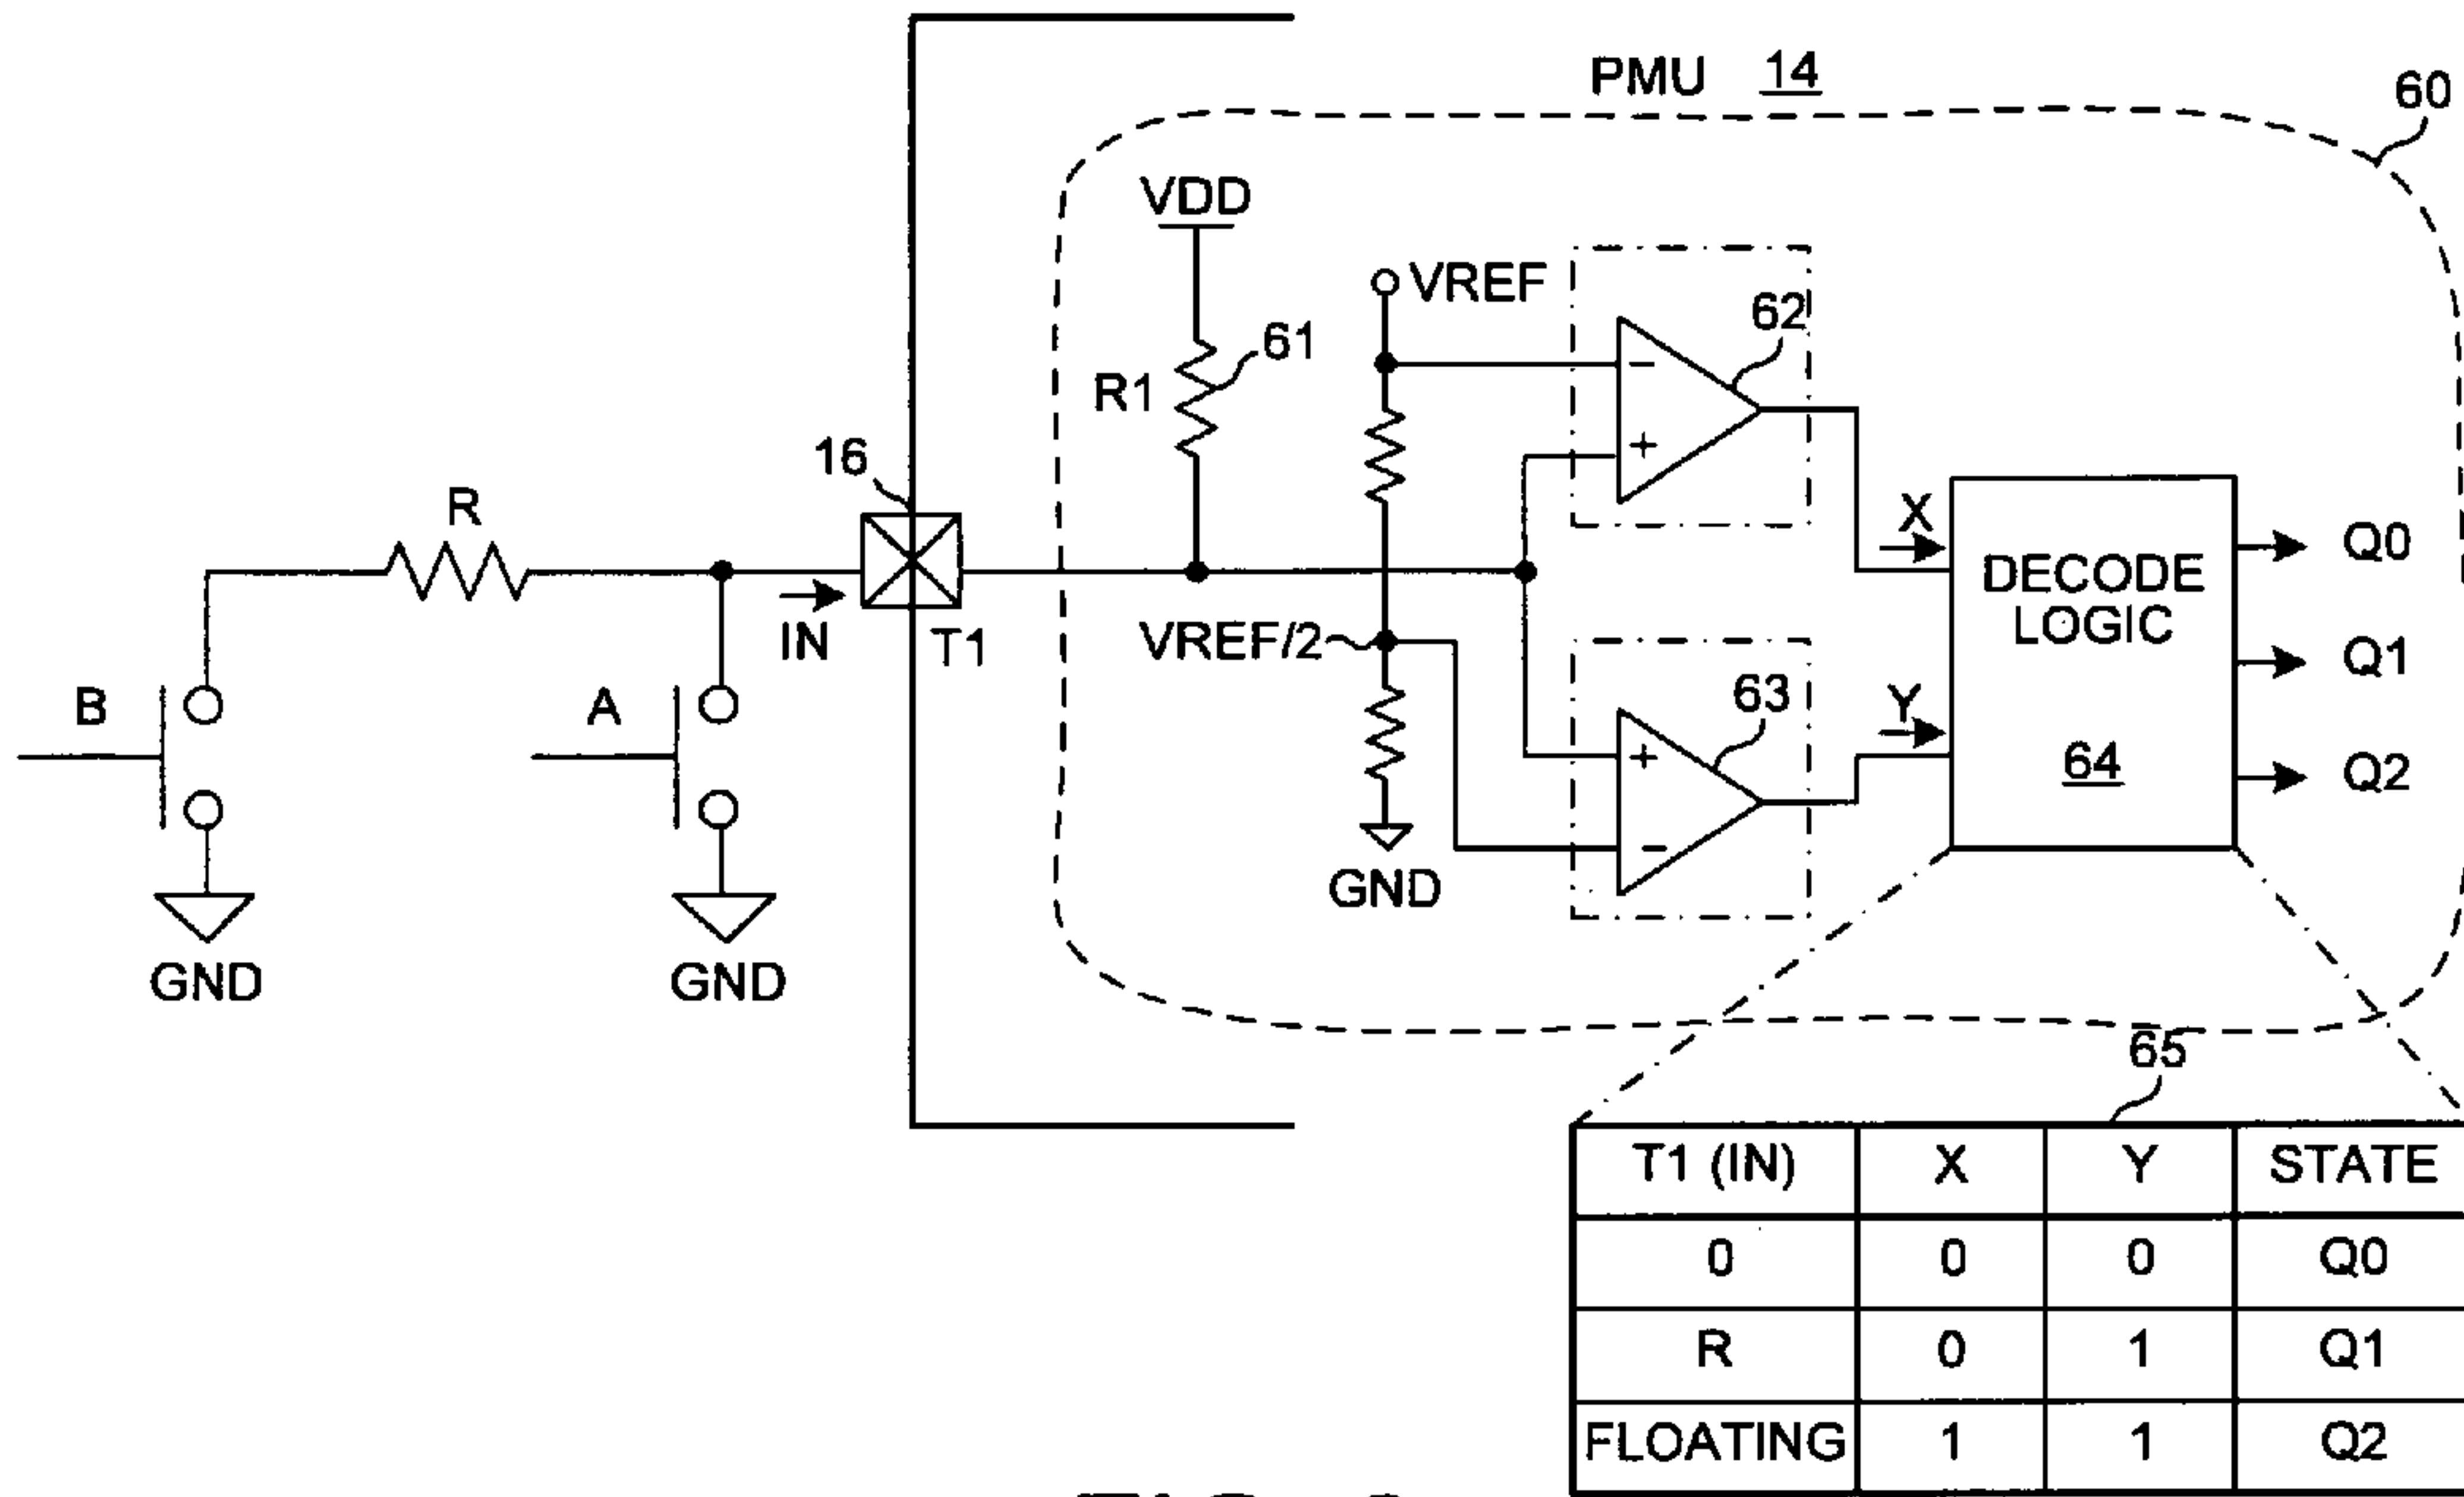 PMU 14
60
VDD
VREF
62
61
R1
16
R
X
Q0
DECODE
LOGIC
IN
T1
VREF/2
Q1
B
A
63
Y
64
Q2
GND
GND
GND
65
T1 (IN) X Y STATE
0 0 0 Q0
R 0 1 Q1
FLOATING 1 1 Q2